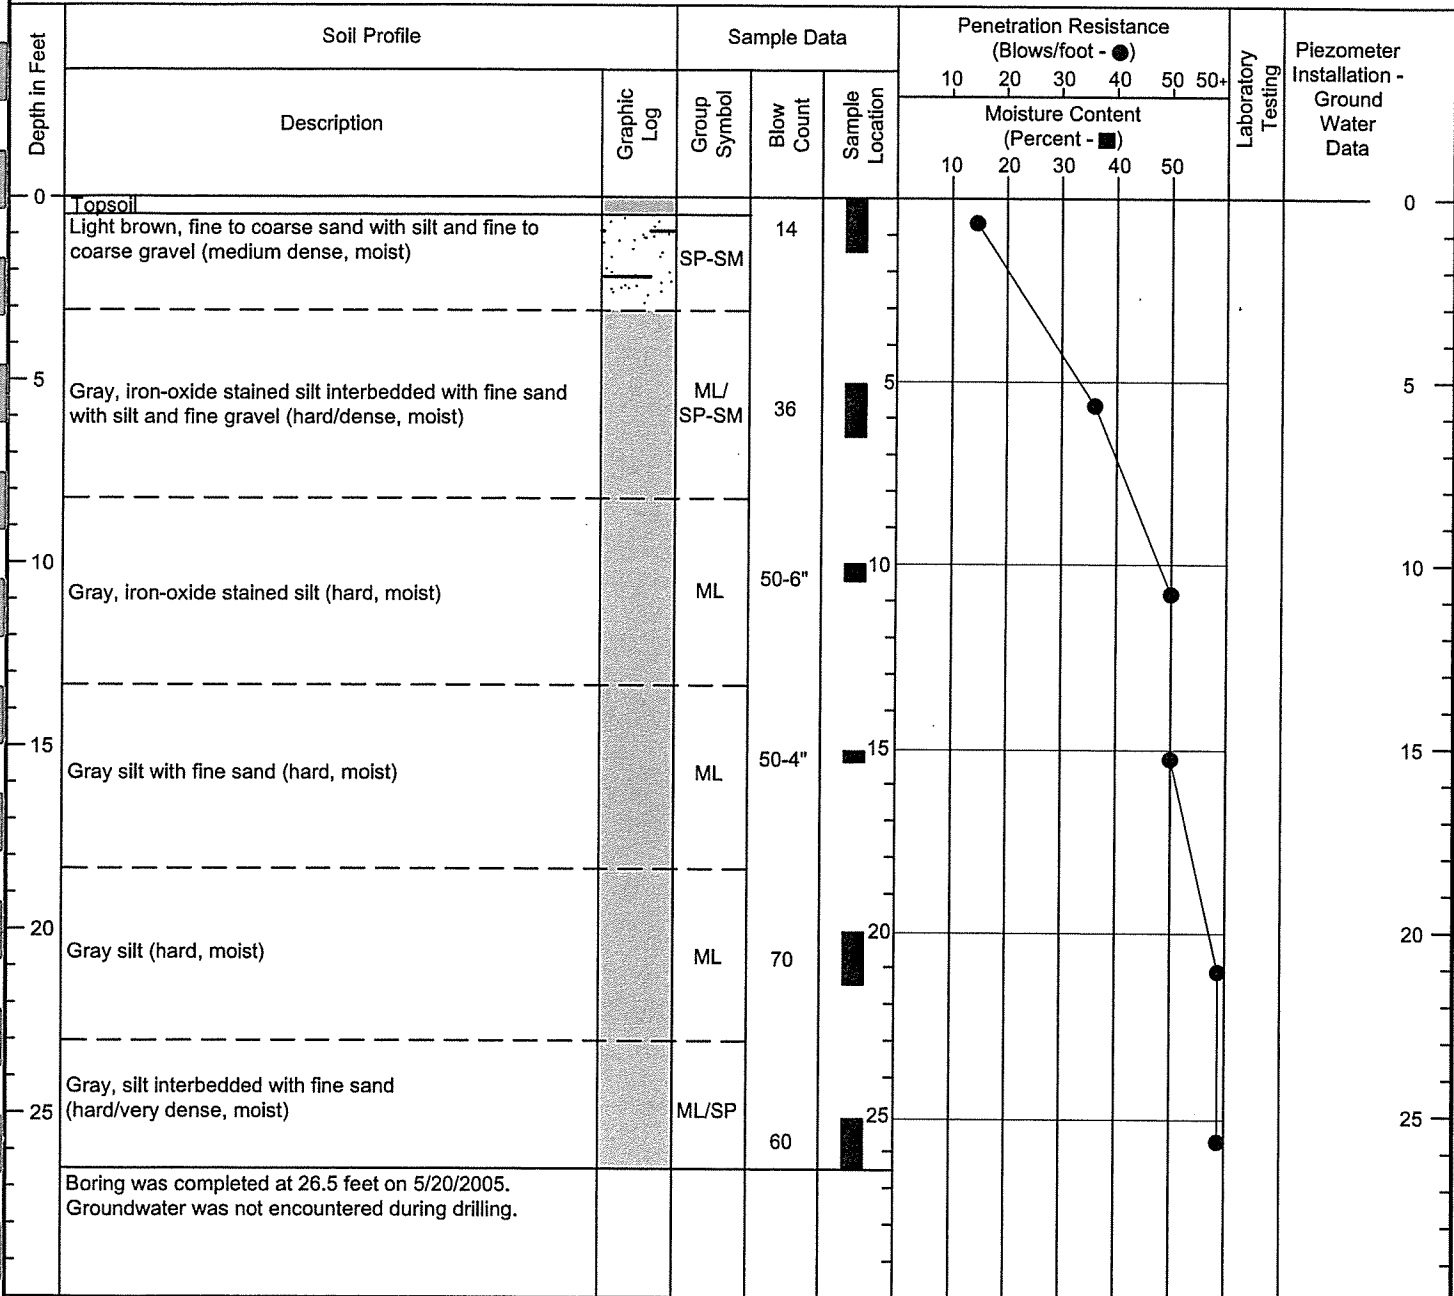 Depth in Feet
Soil Profile
Description
Graphic
Log
Sample Data
Group
Symbol
Blow
Count
Sample
Location
Penetration Resistance
(Blows/foot - ●)
10 20 30 40 50 50+
Moisture Content
(Percent - ■)
10 20 30 40 50
Laboratory
Testing
Piezometer
Installation -
Ground
Water
Data
0
Topsoil
0
Light brown, fine to coarse sand with silt and fine to
coarse gravel (medium dense, moist)
SP-SM
14
5
Gray, iron-oxide stained silt interbedded with fine sand
with silt and fine gravel (hard/dense, moist)
ML/
SP-SM
36
5
5
10
Gray, iron-oxide stained silt (hard, moist)
ML
50-6"
10
10
15
Gray silt with fine sand (hard, moist)
ML
50-4"
15
15
20
Gray silt (hard, moist)
ML
70
20
20
25
Gray, silt interbedded with fine sand
(hard/very dense, moist)
ML/SP
60
25
25
Boring was completed at 26.5 feet on 5/20/2005.
Groundwater was not encountered during drilling.